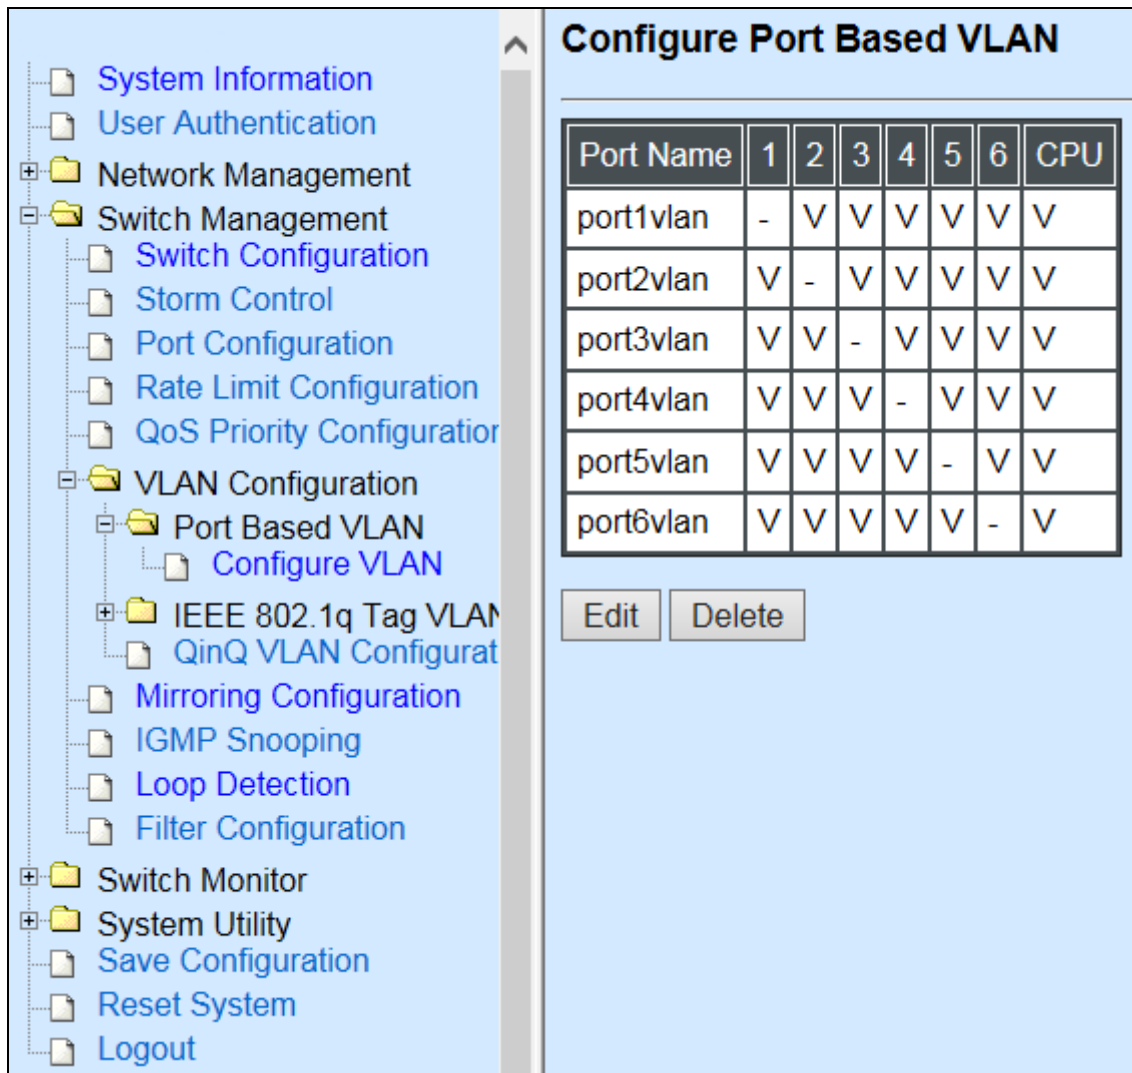 System Information
User Authentication
Network Management
Switch Management
Switch Configuration
Storm Control
Port Configuration
Rate Limit Configuration
QoS Priority Configuration
VLAN Configuration
Port Based VLAN
Configure VLAN
IEEE 802.1q Tag VLAN
QinQ VLAN Configurat
Mirroring Configuration
IGMP Snooping
Loop Detection
Filter Configuration
Switch Monitor
System Utility
Save Configuration
Reset System
Logout
Configure Port Based VLAN
Port Name 1 2 3 4 5 6 CPU
port1vlan - V V V V V V
port2vlan V - V V V V V
port3vlan V V - V V V V
port4vlan V V V - V V V
port5vlan V V V V - V V
port6vlan V V V V V - V
Edit Delete